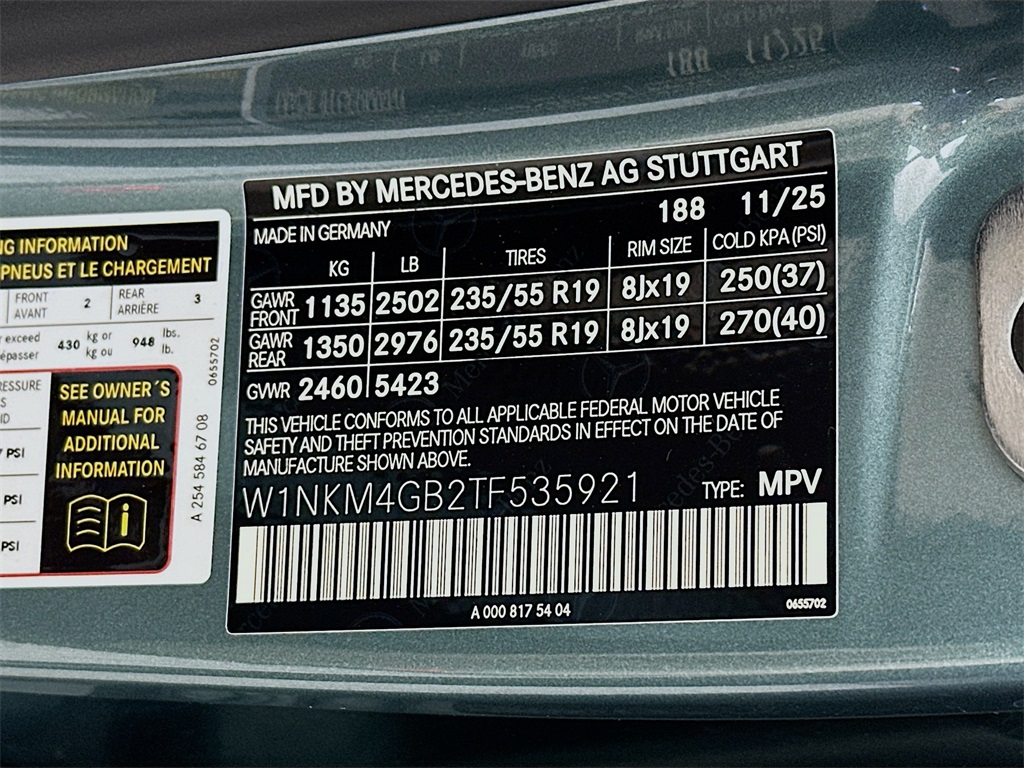 NG INFORMATION
PNEUS ET LE CHARGEMENT
FRONT 2 REAR 3
AVANT ARRIÈRE
exceed 430 kg or 948 lbs.
kg ou lb.
0655702
SEE OWNER´S
MANUAL FOR
ADDITIONAL
INFORMATION
PSI
PSI
PSI
A 254 584 67 08
MFD BY MERCEDES-BENZ AG STUTTGART
188 11/25
MADE IN GERMANY
KG LB TIRES RIM SIZE COLD KPA (PSI)
GAWR FRONT 1135 2502 235/55 R19 8Jx19 250(37)
GAWR REAR 1350 2976 235/55 R19 8Jx19 270(40)
GVWR 2460 5423
THIS VEHICLE CONFORMS TO ALL APPLICABLE FEDERAL MOTOR VEHICLE
SAFETY AND THEFT PREVENTION STANDARDS IN EFFECT ON THE DATE OF
MANUFACTURE SHOWN ABOVE.
W1NKM4GB2TF535921 TYPE: MPV
A 000 817 54 04 0655702